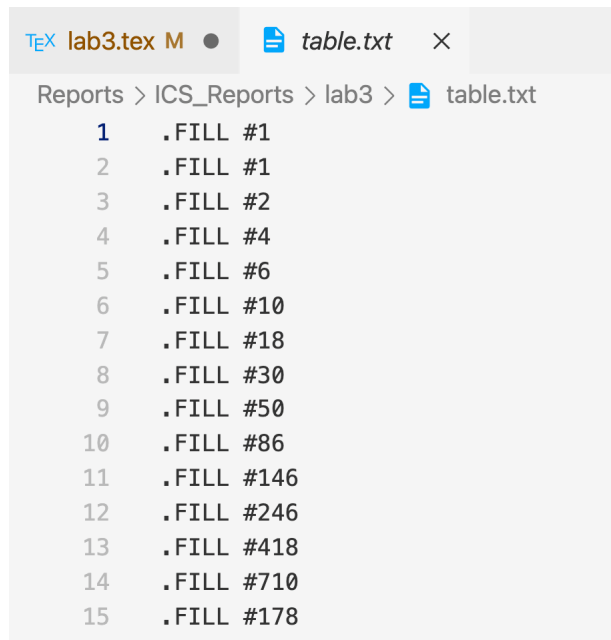 TEX lab3.tex M table.txt
Reports > ICS_Reports > lab3 > table.txt
1 .FILL #1
2 .FILL #1
3 .FILL #2
4 .FILL #4
5 .FILL #6
6 .FILL #10
7 .FILL #18
8 .FILL #30
9 .FILL #50
10 .FILL #86
11 .FILL #146
12 .FILL #246
13 .FILL #418
14 .FILL #710
15 .FILL #178